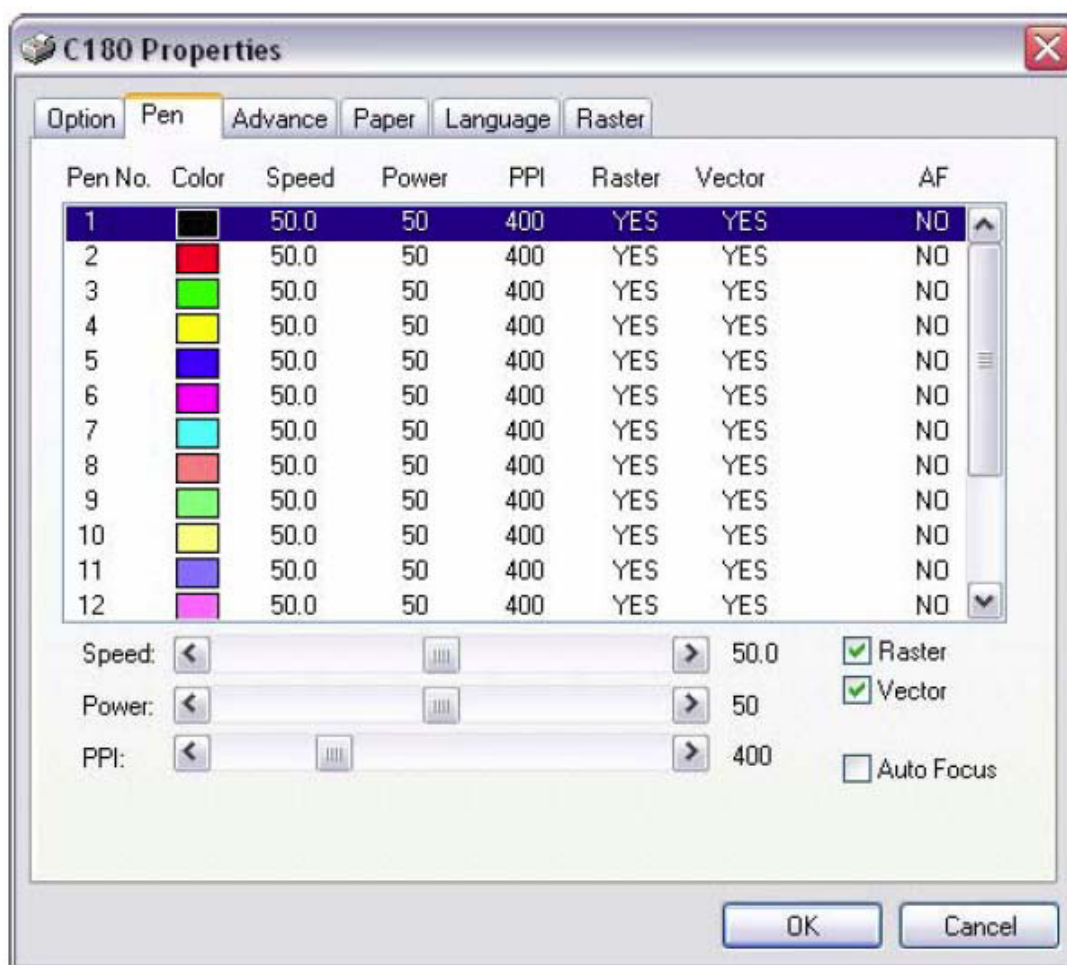 C180 Properties
Option Pen Advance Paper Language Raster
Pen No. Color Speed Power PPI Raster Vector AF
1 50.0 50 400 YES YES NO
2 50.0 50 400 YES YES NO
3 50.0 50 400 YES YES NO
4 50.0 50 400 YES YES NO
5 50.0 50 400 YES YES NO
6 50.0 50 400 YES YES NO
7 50.0 50 400 YES YES NO
8 50.0 50 400 YES YES NO
9 50.0 50 400 YES YES NO
10 50.0 50 400 YES YES NO
11 50.0 50 400 YES YES NO
12 50.0 50 400 YES YES NO
Speed: 50.0 Raster
Power: 50 Vector
PPI: 400 Auto Focus
OK Cancel